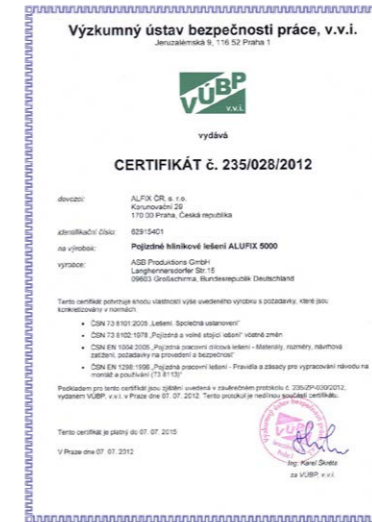 Výzkumný ústav bezpečnosti práce, v.v.i.
Jeruzalémská 9, 116 52 Praha 1
VÚBP
v.v.i.
vydává
CERTIFIKÁT č. 235/028/2012
dovozce: ALFIX ČR, s. r.o.
Korunovační 29
170 00 Praha, Česká republika
identifikační číslo: 62915401
na výrobek: Pojízdné hliníkové lešení ALUFIX 5000
výrobce: ASB Produktions GmbH
Langhennersdorfer Str.15
09603 Großschirma, Bundesrepublik Deutschland
Tento certifikát potvrzuje shodu vlastností výše uvedeného výrobku s požadavky, které jsou
konkretizovány v normách:
• ČSN 73 8101:2005 „Lešení. Společná ustanovení"
• ČSN 73 8102:1978 „Pojízdná a volně stojící lešení" včetně změn
• ČSN EN 1004:2005 „Pojízdná pracovní dílcová lešení - Materiály, rozměry, návrhová
zatížení, požadavky na provedení a bezpečnost"
• ČSN EN 1298:1996 „Pojízdná pracovní lešení - Pravidla a zásady pro vypracování návodu na
montáž a používání (73 8113)"
Podkladem pro tento certifikát jsou zjištění uvedená v závěrečném protokolu č. 235/ZP-030/2012,
vydaném VÚBP, v.v.i. v Praze dne 07. 07. 2012. Tento protokol je nedílnou součástí certifikátu.
Tento certifikát je platný do 07. 07. 2015
V Praze dne 07. 07. 2012
Ing. Karel Škréta
za VÚBP, v.v.i.